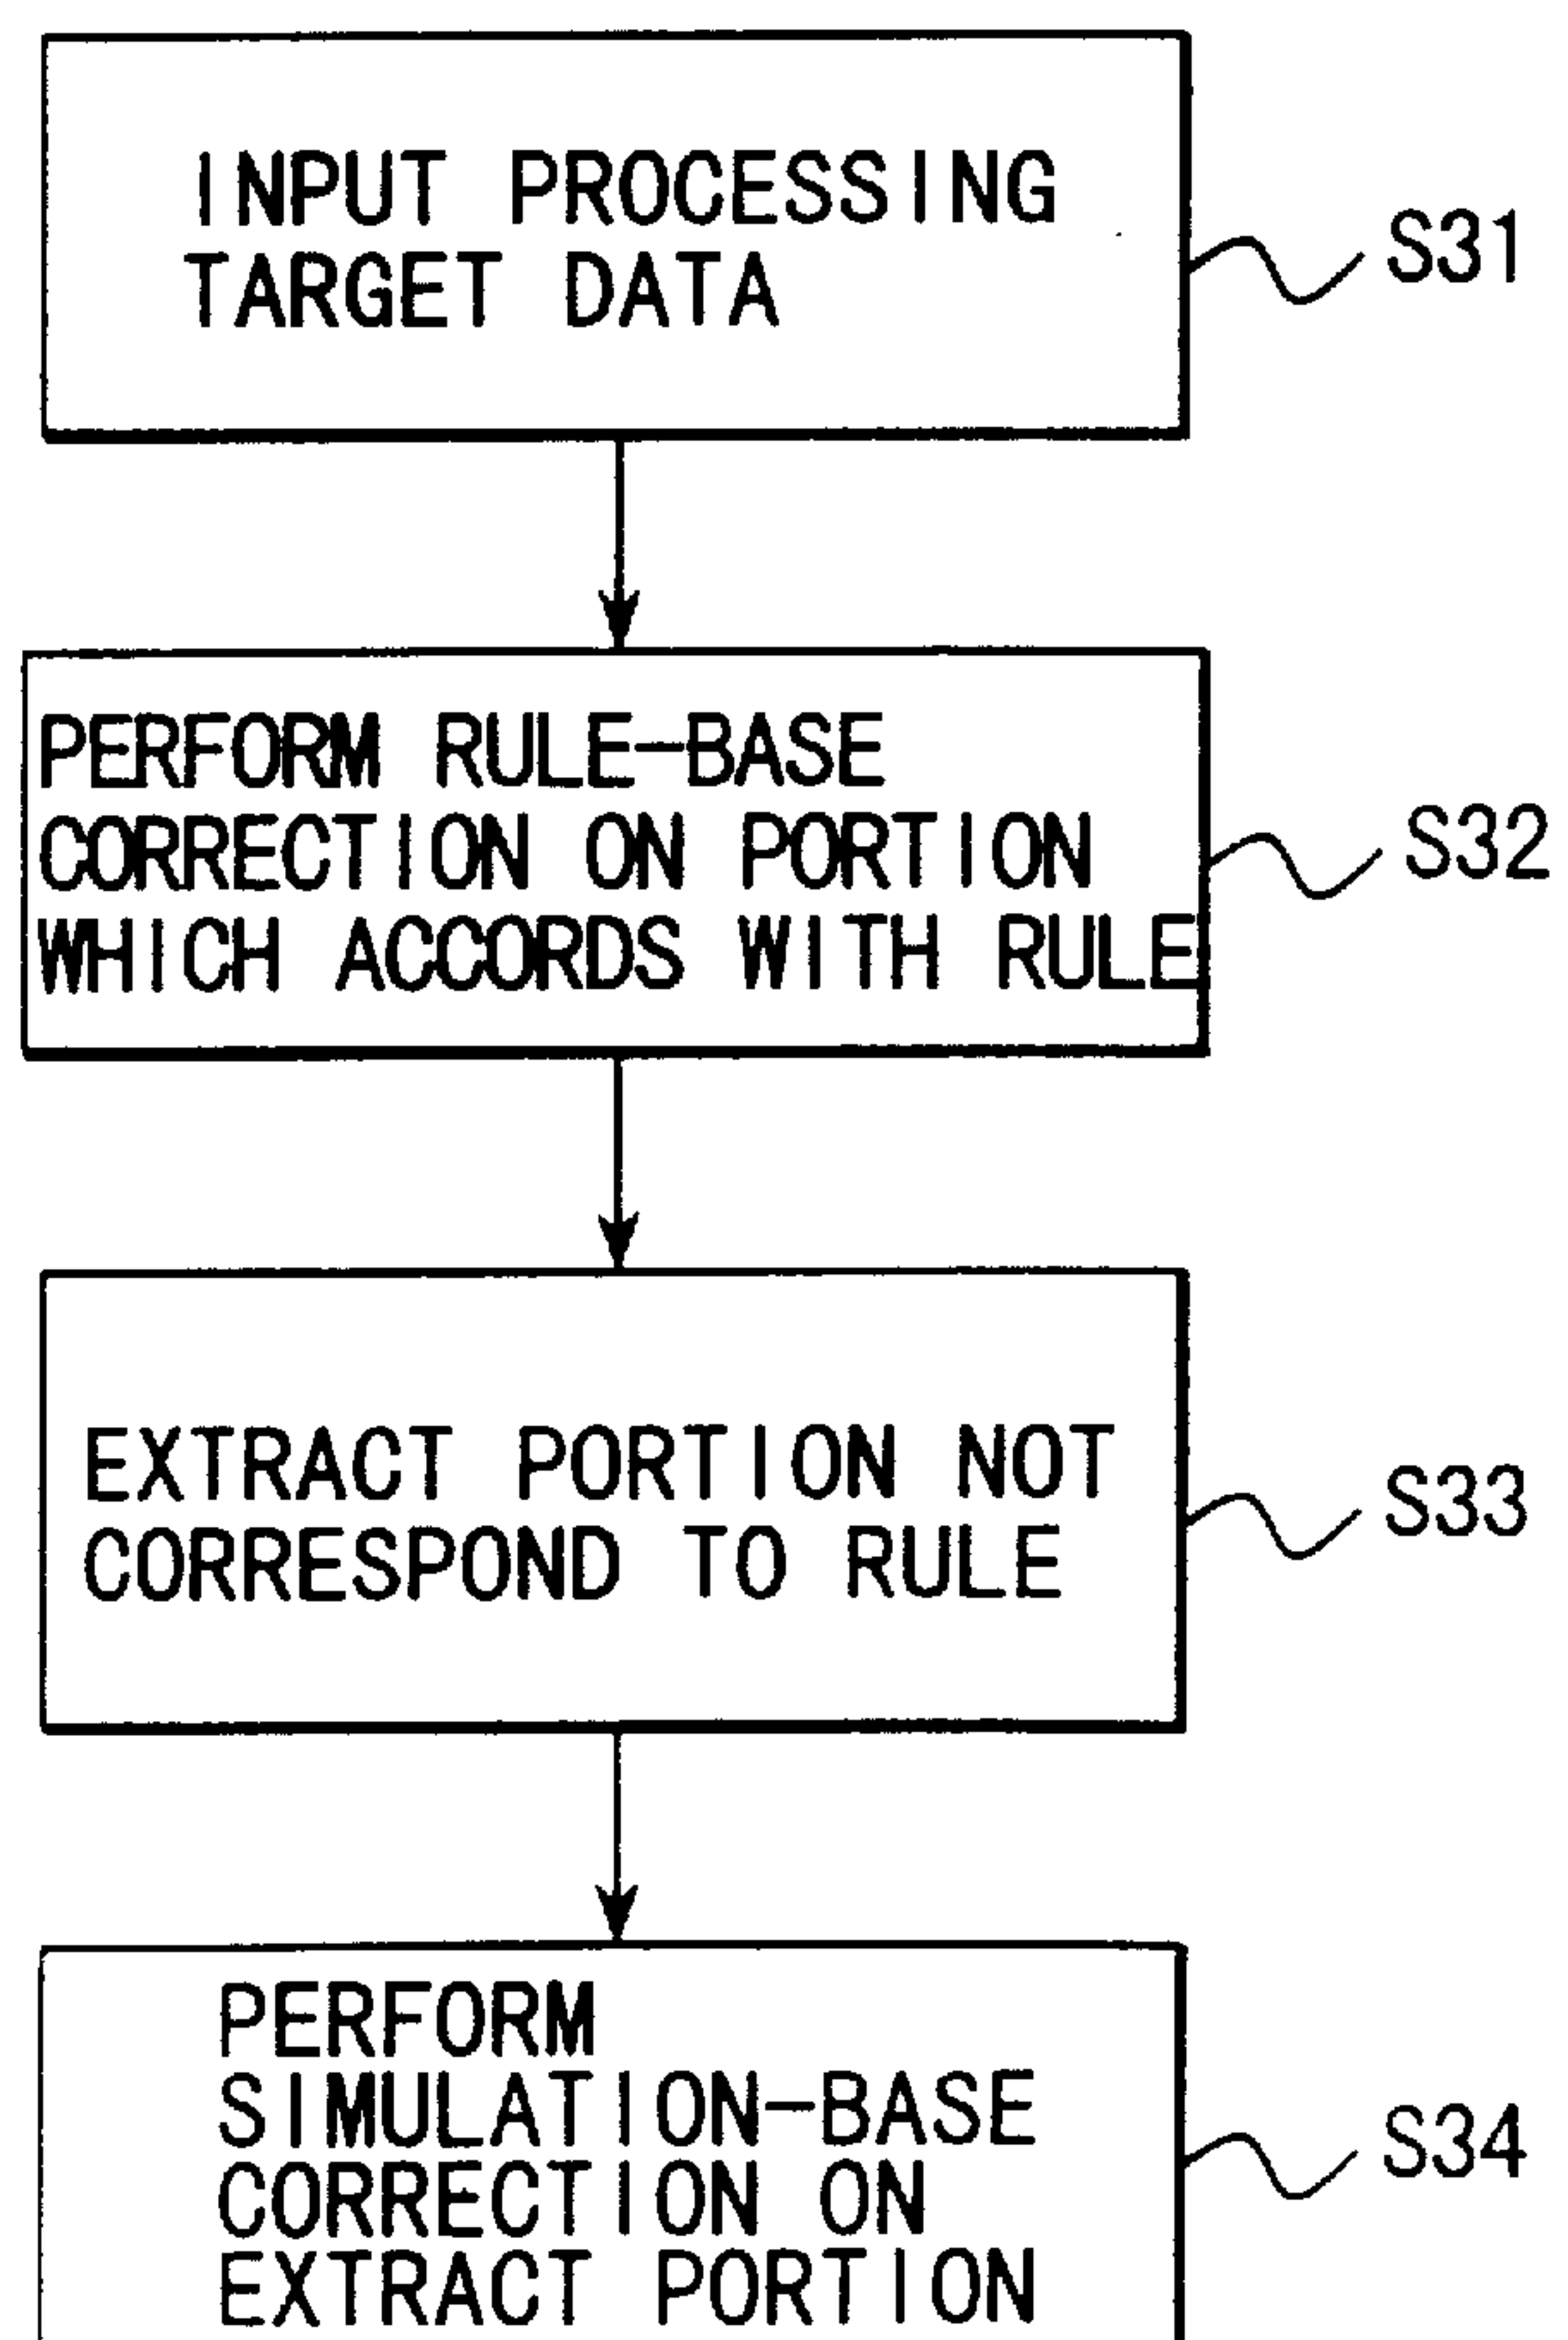 INPUT PROCESSING
TARGET DATA
S31
PERFORM RULE-BASE
CORRECTION ON PORTION
WHICH ACCORDS WITH RULE
S32
EXTRACT PORTION NOT
CORRESPOND TO RULE
S33
PERFORM
SIMULATION-BASE
CORRECTION ON
EXTRACT PORTION
S34